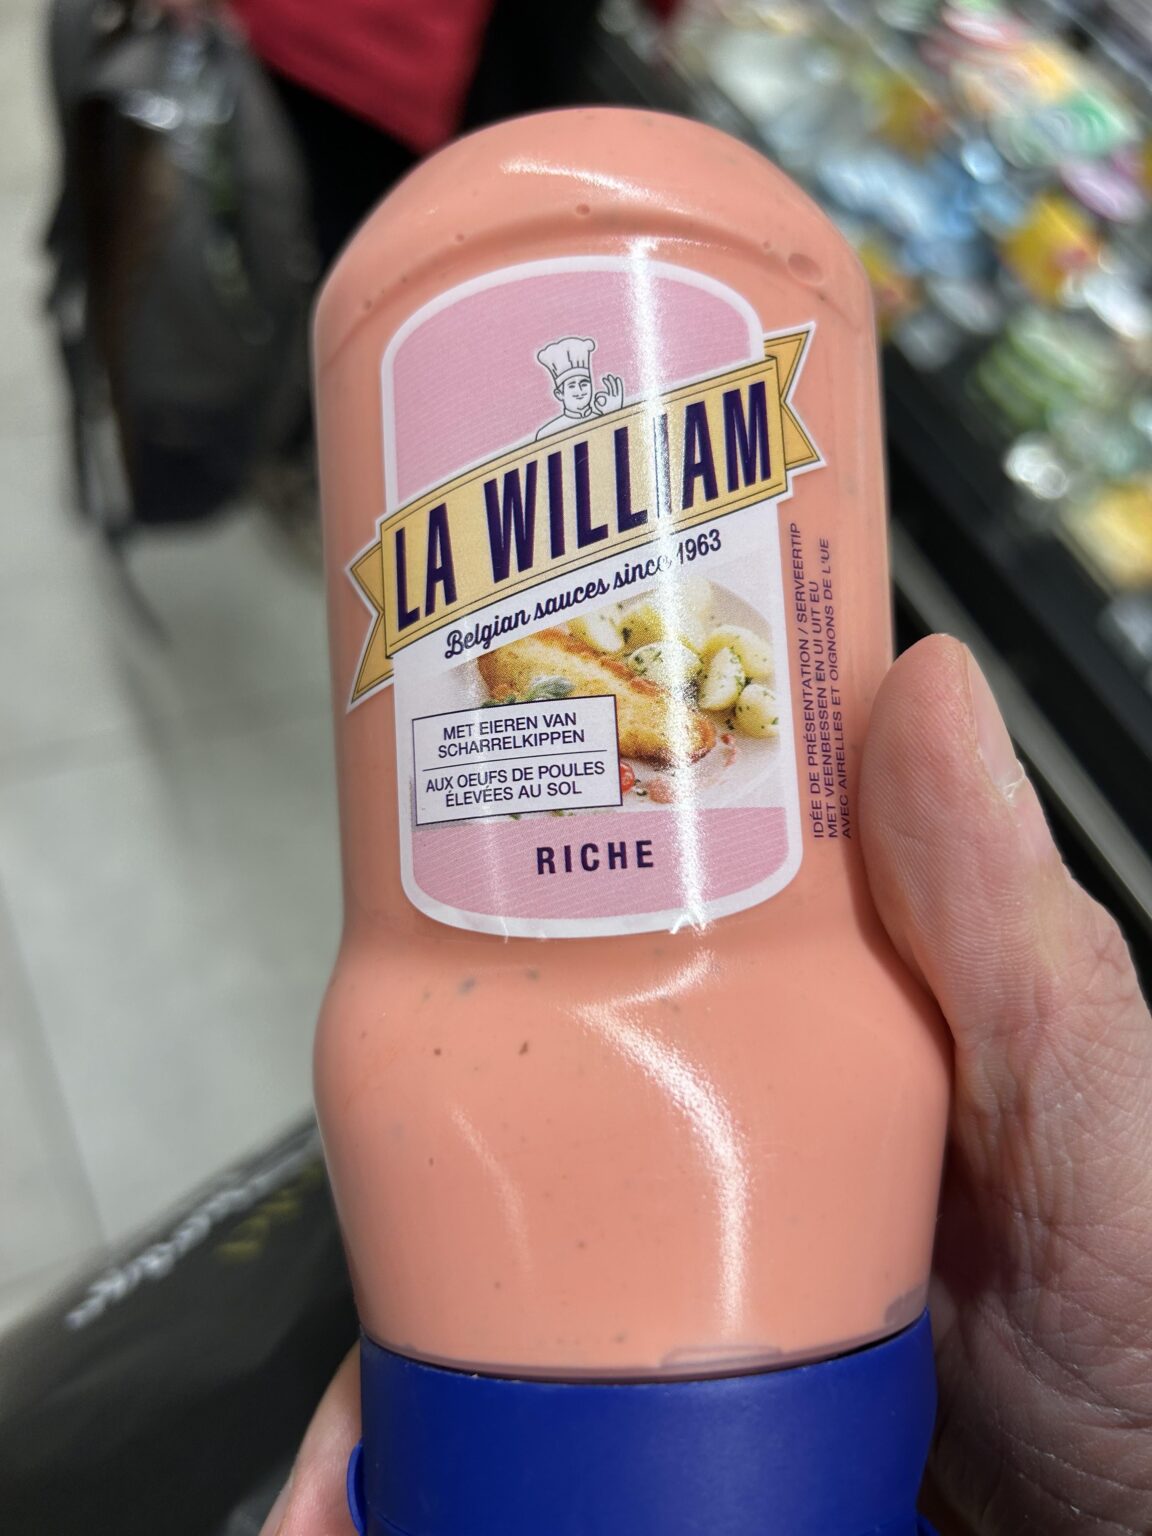 LA WILLIAM
Belgian sauces since 1963
MET EIEREN VAN
SCHARRELKIPPEN
AUX OEUFS DE POULES
ÉLEVÉES AU SOL
RICHE
IDÉE DE PRÉSENTATION / SERVEERTIP
MET VEENBESSEN EN UI UIT EU
AVEC AIRELLES ET OIGNONS DE L'UE